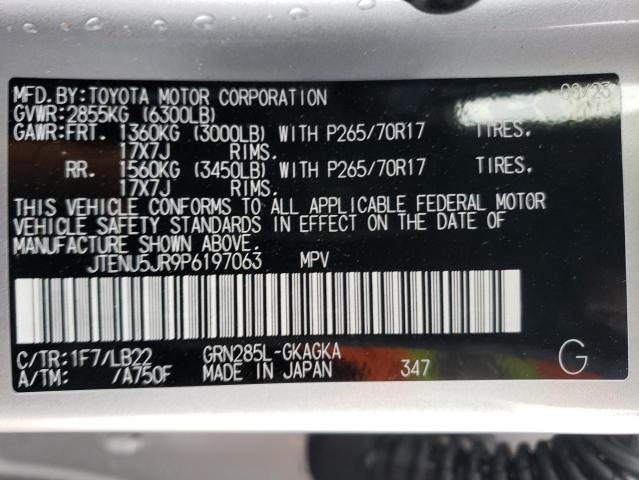 MFD.BY:TOYOTA MOTOR CORPORATION
GVWR:2855KG (6300LB)
GAWR:FRT. 1360KG (3000LB) WITH P265/70R17 TIRES.
17X7J RIMS.
RR. 1560KG (3450LB) WITH P265/70R17 TIRES.
17X7J RIMS.
THIS VEHICLE CONFORMS TO ALL APPLICABLE FEDERAL MOTOR
VEHICLE SAFETY STANDARDS IN EFFECT ON THE DATE OF
MANUFACTURE SHOWN ABOVE.
JTENU5JR9P6197063 MPV
C/TR:1F7/LB22 GRN285L-GKAGKA
A/TM: /A750F MADE IN JAPAN 347 G